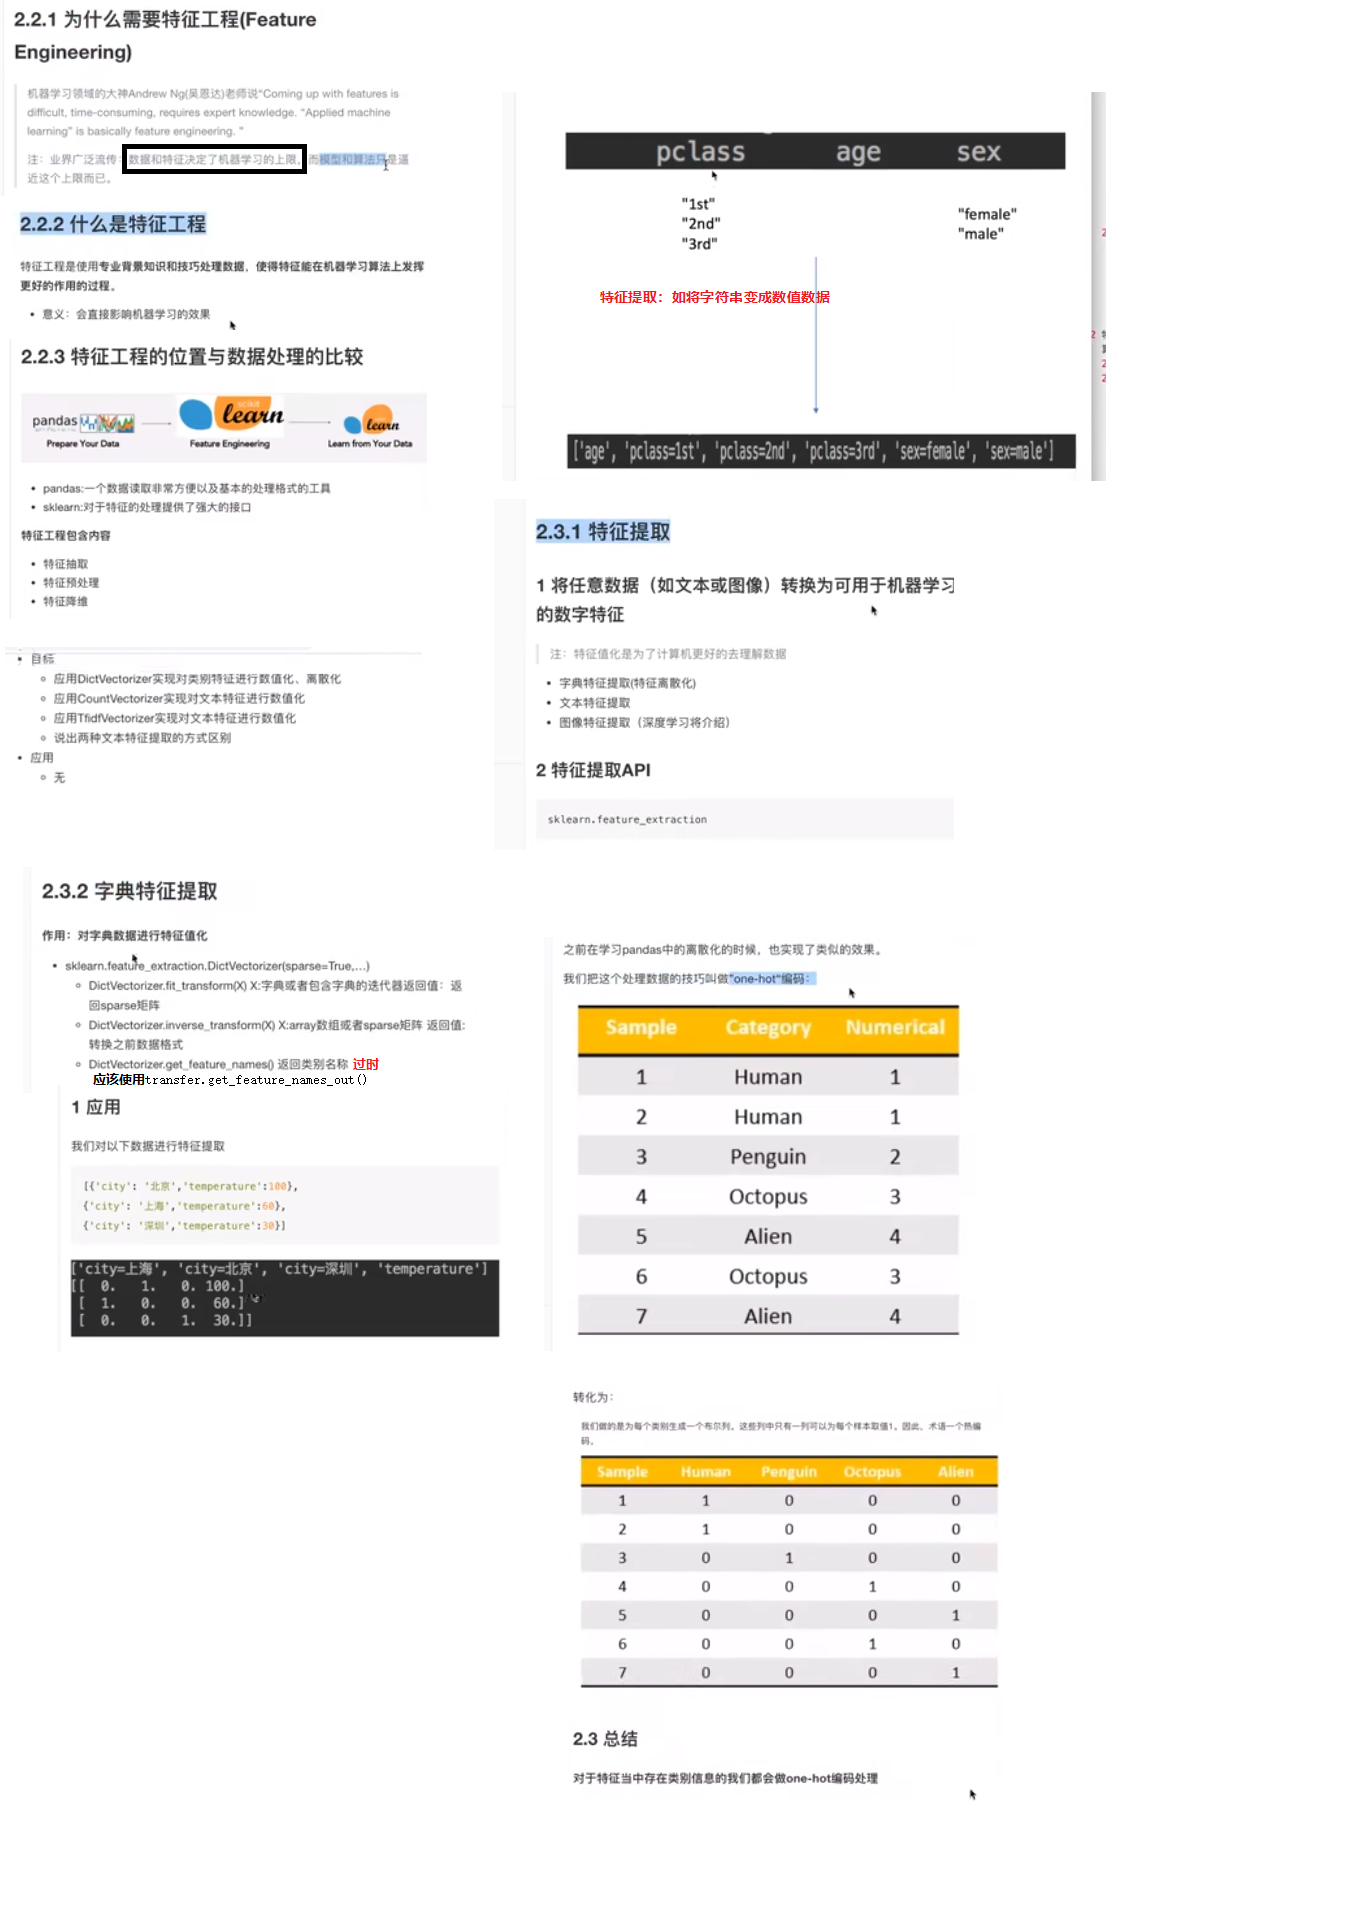 2.2.1 为什么需要特征工程(Feature
Engineering)
机器学习领域的大神Andrew Ng(吴恩达)老师说“Coming up with features is
difficult, time-consuming, requires expert knowledge. “Applied machine
learning” is basically feature engineering. ”
注：业界广泛流传：数据和特征决定了机器学习的上限，而模型和算法只是逼
近这个上限而已。
2.2.2 什么是特征工程
特征工程是使用专业背景知识和技巧处理数据，使得特征能在机器学习算法上发挥
更好的作用的过程。
• 意义：会直接影响机器学习的效果
2.2.3 特征工程的位置与数据处理的比较
pandas
scikit
learn
learn
Prepare Your Data
Feature Engineering
Learn from Your Data
• pandas:一个数据读取非常方便以及基本的处理格式的工具
• sklearn:对于特征的处理提供了强大的接口
特征工程包含内容
• 特征抽取
• 特征预处理
• 特征降维
• 目标
○ 应用DictVectorizer实现对类别特征进行数值化、离散化
○ 应用CountVectorizer实现对文本特征进行数值化
○ 应用TfidfVectorizer实现对文本特征进行数值化
○ 说出两种文本特征提取的方式区别
• 应用
○ 无
pclass age sex
"1st"
"2nd"
"3rd"
"female"
"male"
特征提取：如将字符串变成数值数据
['age', 'pclass=1st', 'pclass=2nd', 'pclass=3rd', 'sex=female', 'sex=male']
2.3.1 特征提取
1 将任意数据（如文本或图像）转换为可用于机器学习
的数字特征
注：特征值化是为了计算机更好的去理解数据
• 字典特征提取(特征离散化)
• 文本特征提取
• 图像特征提取（深度学习将介绍）
2 特征提取API
sklearn.feature_extraction
2.3.2 字典特征提取
作用：对字典数据进行特征值化
• sklearn.feature_extraction.DictVectorizer(sparse=True,…)
○ DictVectorizer.fit_transform(X) X:字典或者包含字典的迭代器返回值：返
回sparse矩阵
○ DictVectorizer.inverse_transform(X) X:array数组或者sparse矩阵 返回值:
转换之前数据格式
○ DictVectorizer.get_feature_names() 返回类别名称 过时
应该使用transfer.get_feature_names_out()
1 应用
我们对以下数据进行特征提取
[{'city': '北京','temperature':100},
{'city': '上海','temperature':60},
{'city': '深圳','temperature':30}]
['city=上海', 'city=北京', 'city=深圳', 'temperature']
[[ 0. 1. 0. 100.]
[ 1. 0. 0. 60.]
[ 0. 0. 1. 30.]]
之前在学习pandas中的离散化的时候，也实现了类似的效果。
我们把这个处理数据的技巧叫做"one-hot"编码：
Sample Category Numerical
1 Human 1
2 Human 1
3 Penguin 2
4 Octopus 3
5 Alien 4
6 Octopus 3
7 Alien 4
转化为：
我们做的是为每个类别生成一个布尔列。这些列中只有一列可以为每个样本取值1。因此，术语一个热编
码。
Sample Human Penguin Octopus Alien
1 1 0 0 0
2 1 0 0 0
3 0 1 0 0
4 0 0 1 0
5 0 0 0 1
6 0 0 1 0
7 0 0 0 1
2.3 总结
对于特征当中存在类别信息的我们都会做one-hot编码处理